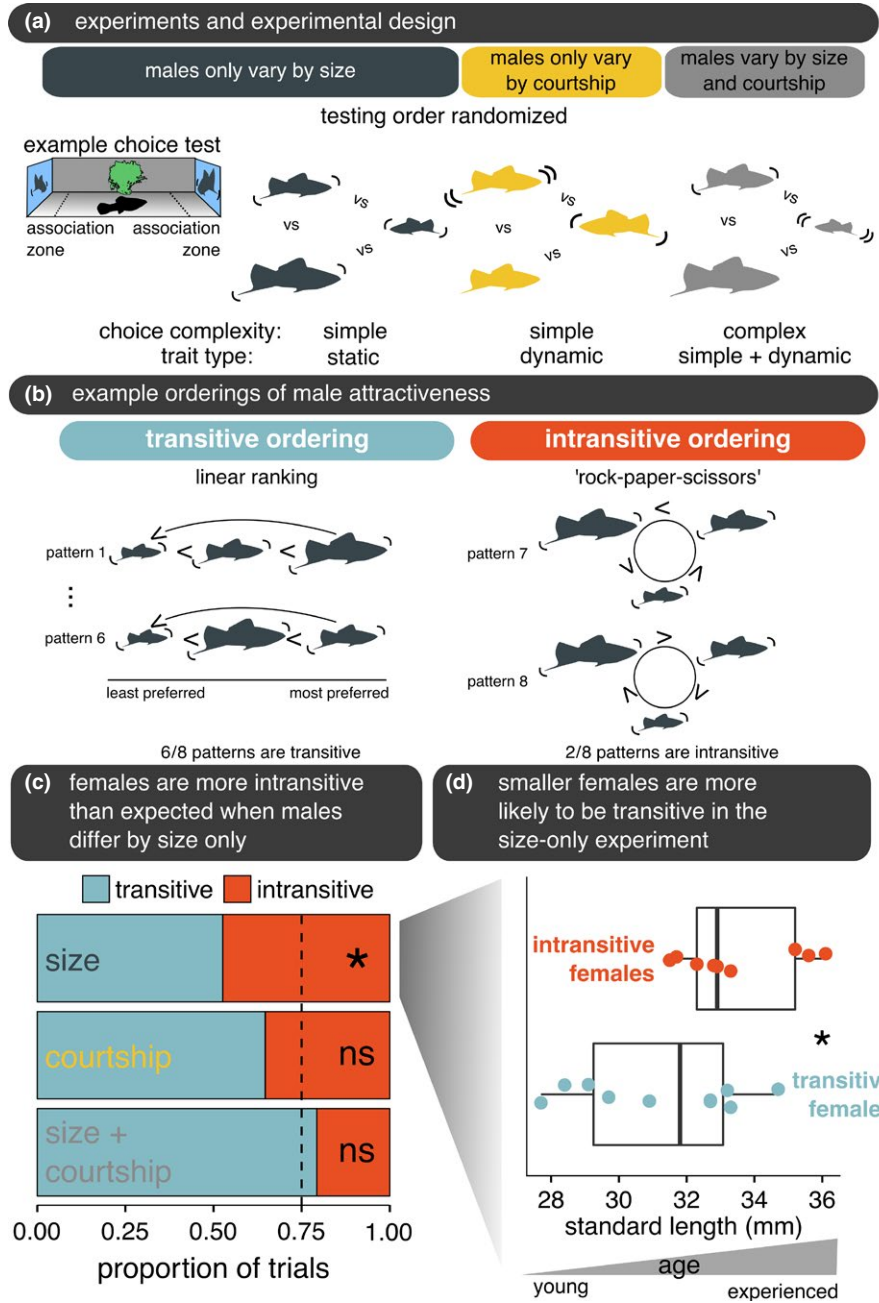 (a) experiments and experimental design
males only vary by size
males only vary
by courtship
males vary by size
and courtship
testing order randomized
example choice test
association
zone
association
zone
vs
vs
vs
vs
vs
vs
vs
vs
vs
choice complexity: simple simple complex
trait type: static dynamic simple + dynamic
(b) example orderings of male attractiveness
transitive ordering
linear ranking
pattern 1 < < <
⋮
pattern 6 < < <
least preferred most preferred
6/8 patterns are transitive
intransitive ordering
'rock-paper-scissors'
pattern 7 < < <
pattern 8 > > <
2/8 patterns are intransitive
(c) females are more intransitive
than expected when males
differ by size only
transitive intransitive
size *
courtship ns
size +
courtship ns
0.00 0.25 0.50 0.75 1.00
proportion of trials
(d) smaller females are more
likely to be transitive in the
size-only experiment
intransitive
females
*
transitiv
female
28 30 32 34 36
standard length (mm)
age
young experienced